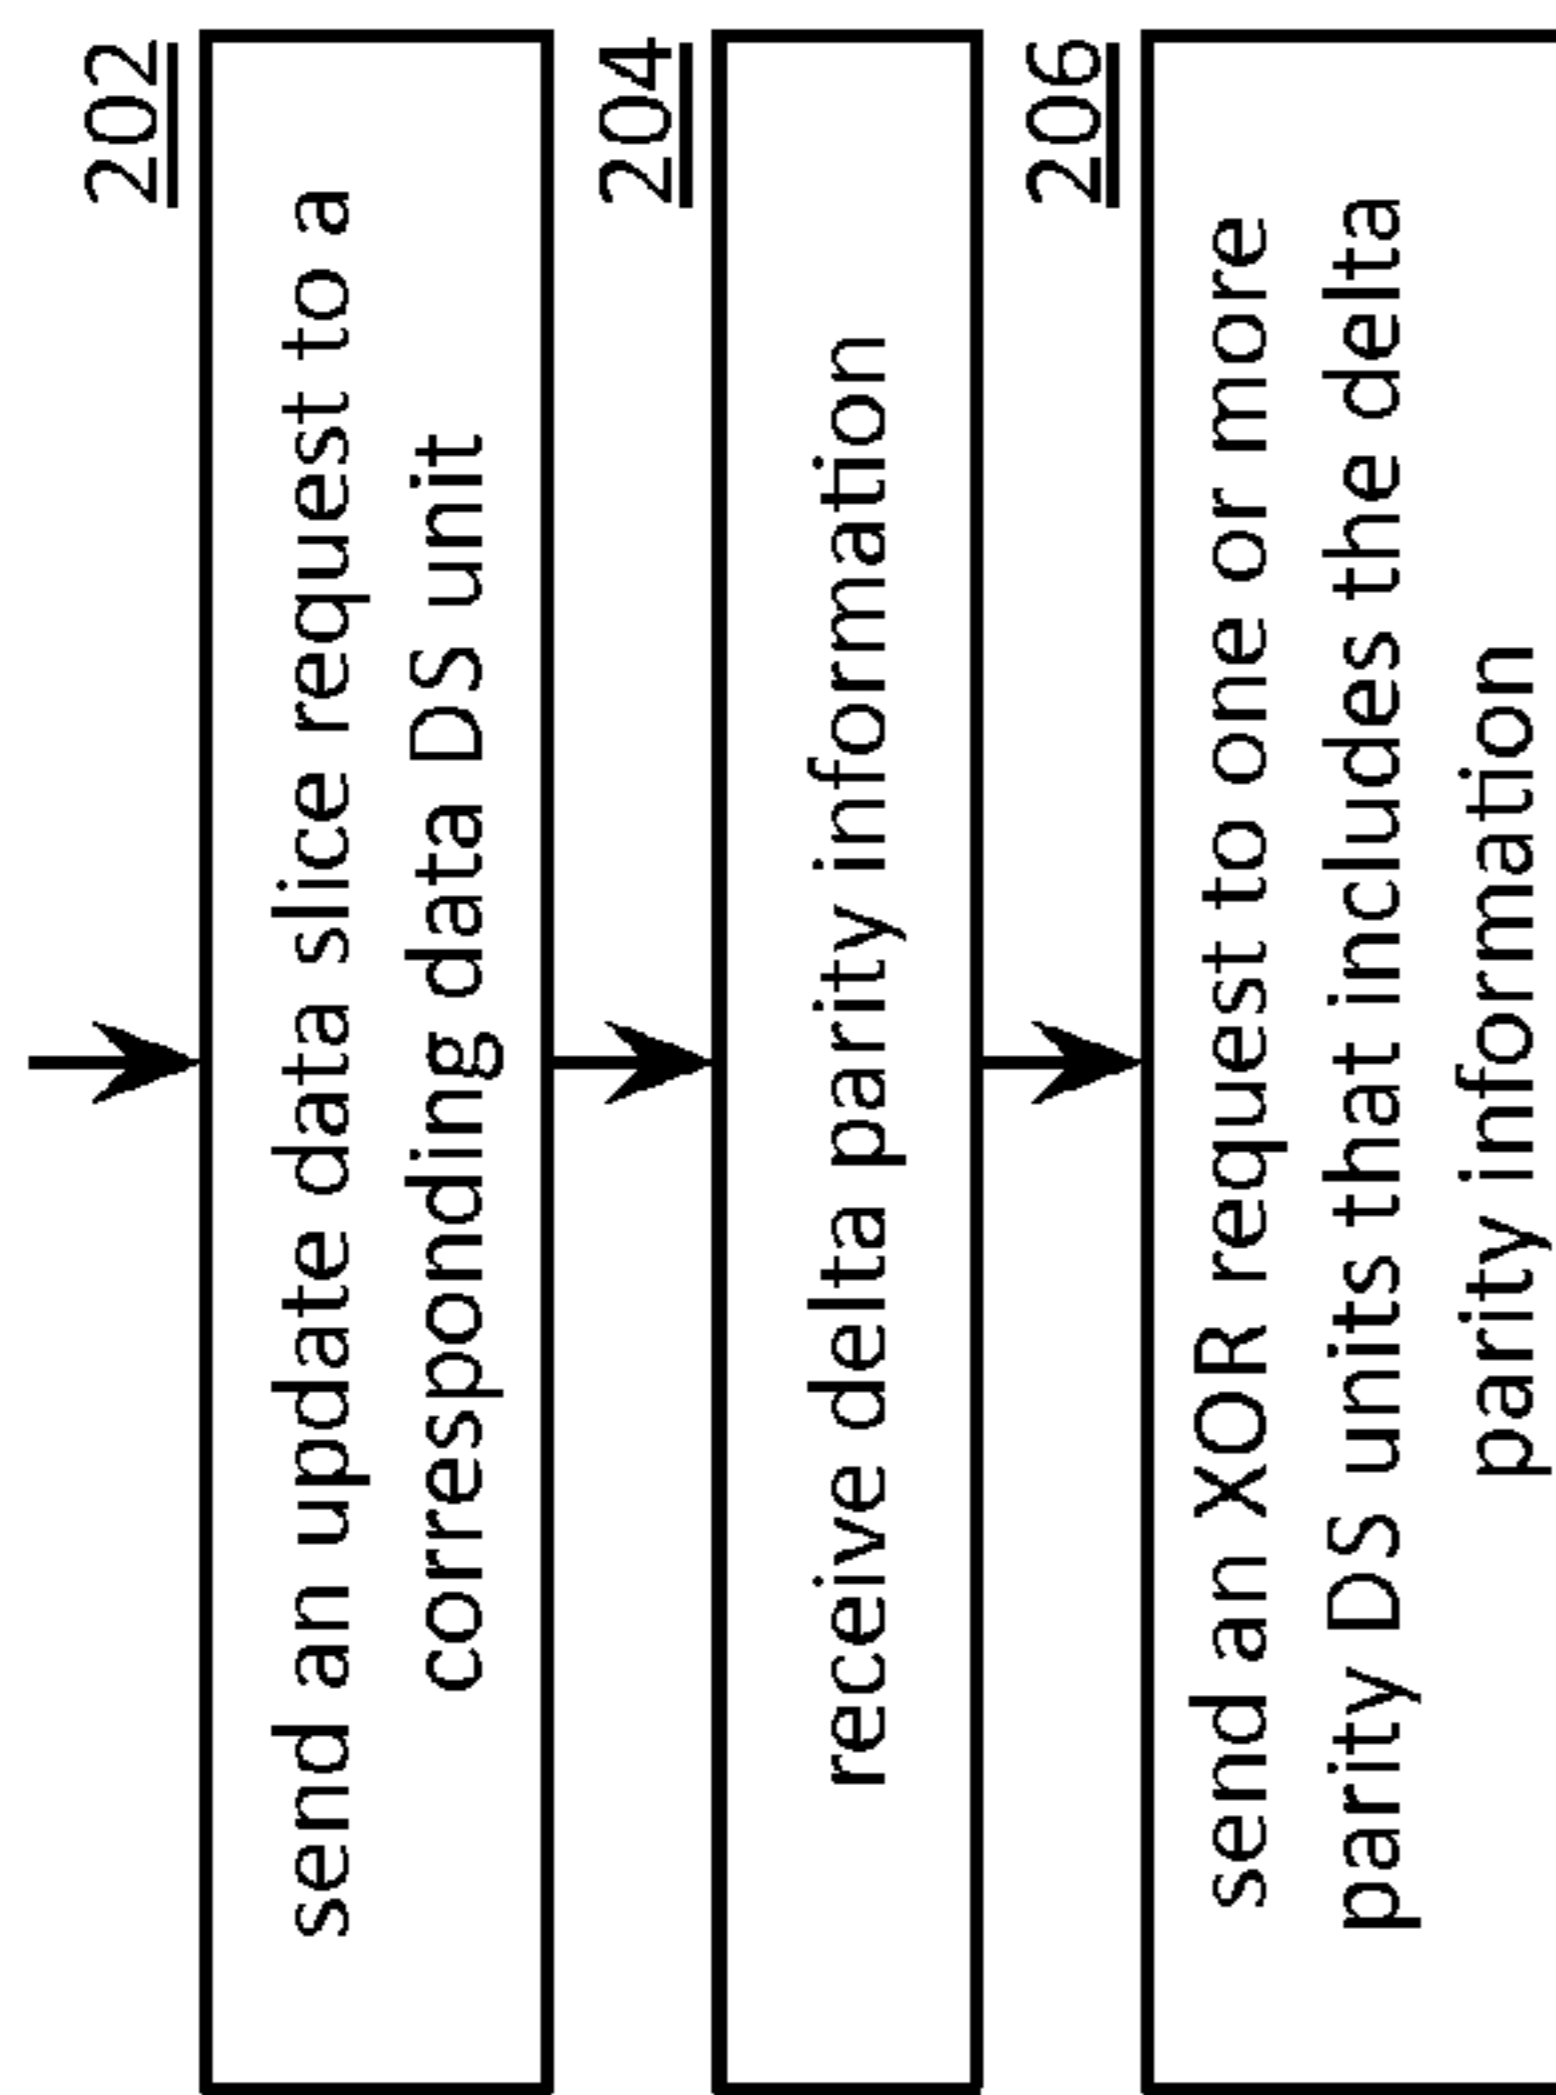 202
send an update data slice request to a
corresponding data DS unit
204
receive delta parity information
206
send an XOR request to one or more
parity DS units that includes the delta
parity information